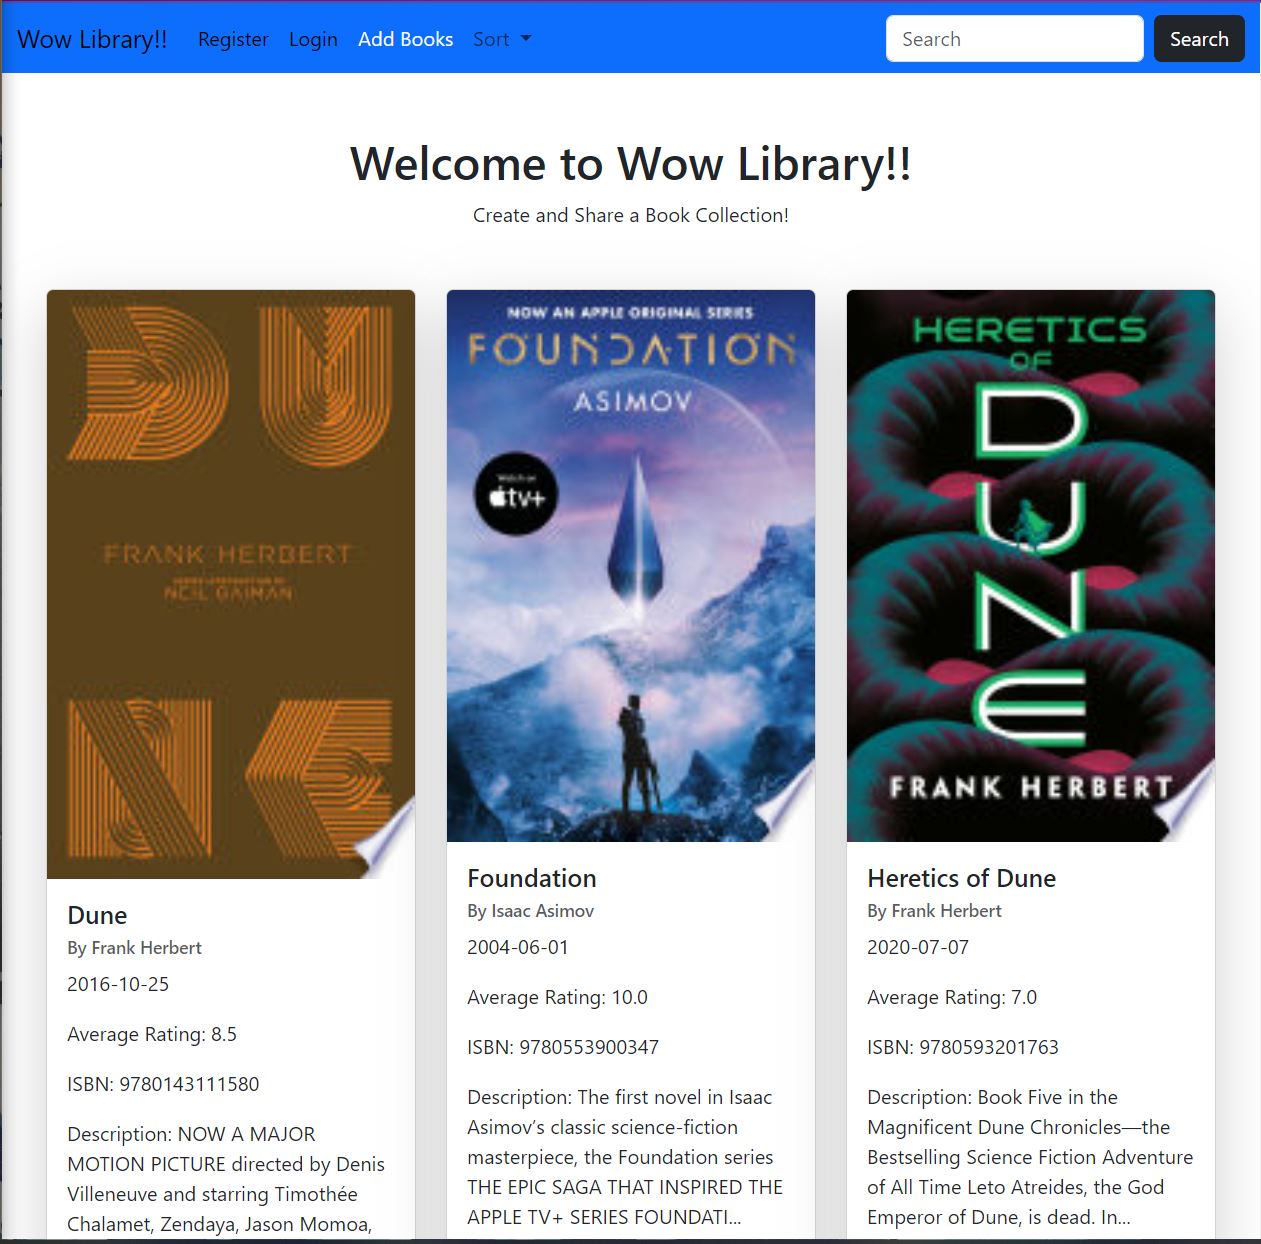 Wow Library!! Register Login Add Books Sort Search Search
Welcome to Wow Library!!
Create and Share a Book Collection!
DU
FRANK HERBERT
NEIL GAIMAN
NE
Dune
By Frank Herbert
2016-10-25
Average Rating: 8.5
ISBN: 9780143111580
Description: NOW A MAJOR
MOTION PICTURE directed by Denis
Villeneuve and starring Timothée
Chalamet, Zendaya, Jason Momoa,
NOW AN APPLE ORIGINAL SERIES
FOUNDATION
ASIMOV
Watch on
tv+
Foundation
By Isaac Asimov
2004-06-01
Average Rating: 10.0
ISBN: 9780553900347
Description: The first novel in Isaac
Asimov’s classic science-fiction
masterpiece, the Foundation series
THE EPIC SAGA THAT INSPIRED THE
APPLE TV+ SERIES FOUNDATI...
HERETICS
OF
DUNE
FRANK HERBERT
Heretics of Dune
By Frank Herbert
2020-07-07
Average Rating: 7.0
ISBN: 9780593201763
Description: Book Five in the
Magnificent Dune Chronicles—the
Bestselling Science Fiction Adventure
of All Time Leto Atreides, the God
Emperor of Dune, is dead. In...